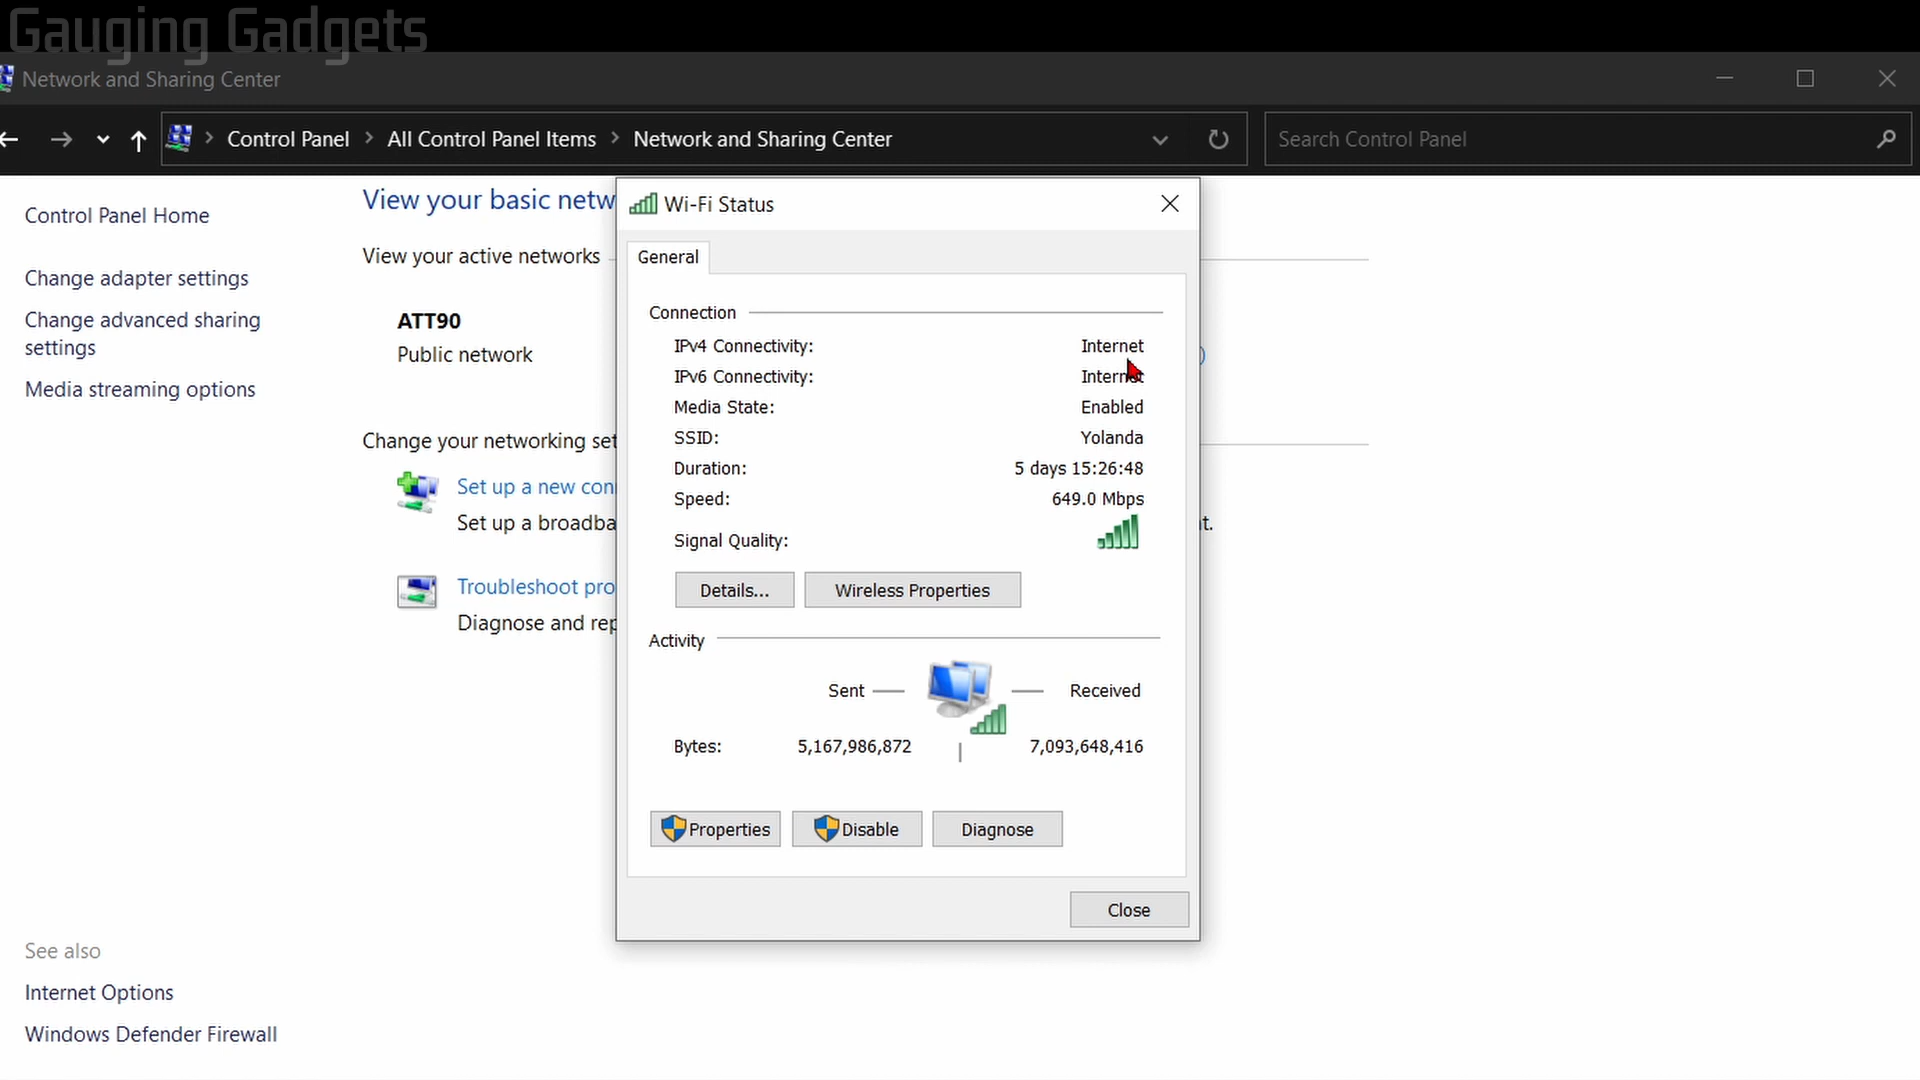 Gauging Gadgets
Network and Sharing Center
Control Panel > All Control Panel Items > Network and Sharing Center
Search Control Panel
Control Panel Home
Change adapter settings
Change advanced sharing
settings
Media streaming options
View your basic netw
View your active networks
ATT90
Public network
)
Change your networking set
Set up a new con
Set up a broadba
t.
Troubleshoot pro
Diagnose and rep
Wi-Fi Status
General
Connection
IPv4 Connectivity: Internet
IPv6 Connectivity: Internet
Media State: Enabled
SSID: Yolanda
Duration: 5 days 15:26:48
Speed: 649.0 Mbps
Signal Quality:
Details... Wireless Properties
Activity
Sent Received
Bytes: 5,167,986,872 7,093,648,416
Properties Disable Diagnose
Close
See also
Internet Options
Windows Defender Firewall